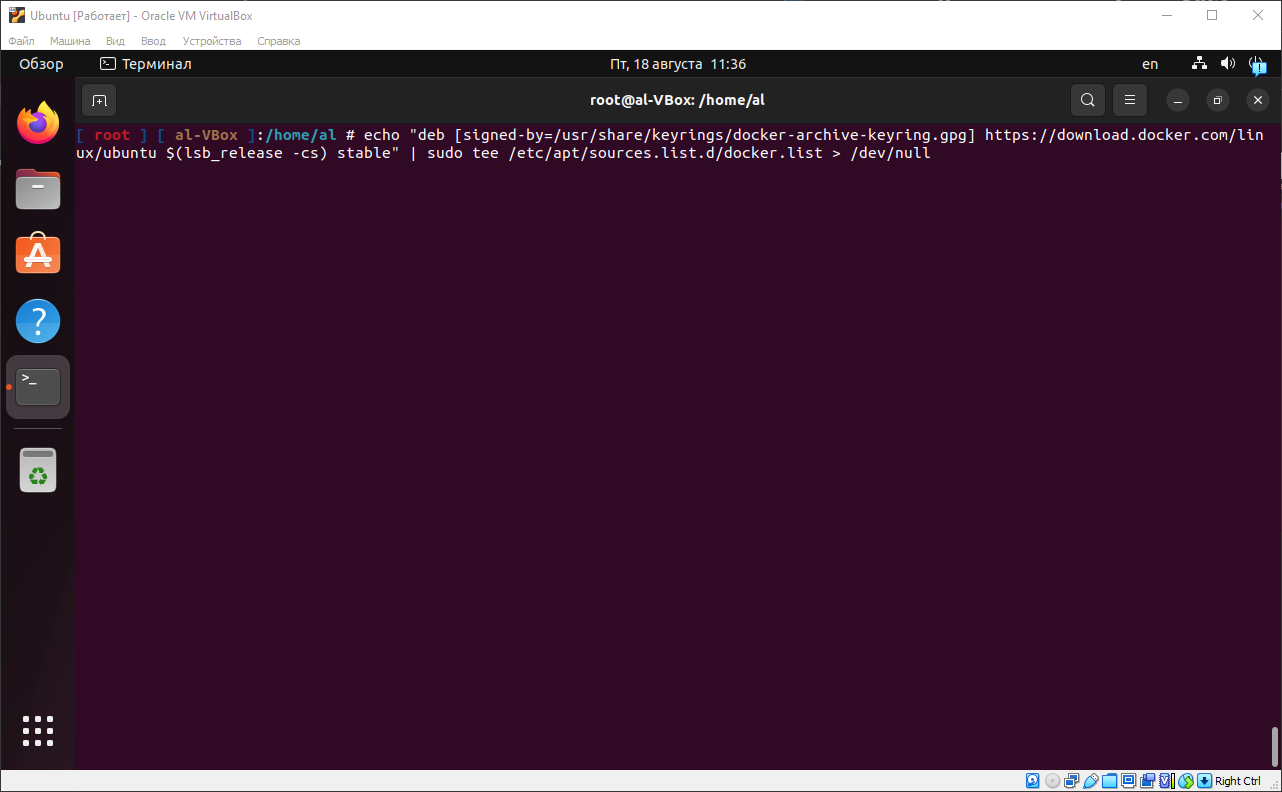 Ubuntu [Работает] - Oracle VM VirtualBox
Файл Машина Вид Ввод Устройства Справка
Обзор Терминал Пт, 18 августа 11:36 en
root@al-VBox: /home/al
[ root ] [ al-VBox ]:/home/al # echo "deb [signed-by=/usr/share/keyrings/docker-archive-keyring.gpg] https://download.docker.com/lin
ux/ubuntu $(lsb_release -cs) stable" | sudo tee /etc/apt/sources.list.d/docker.list > /dev/null
Right Ctrl